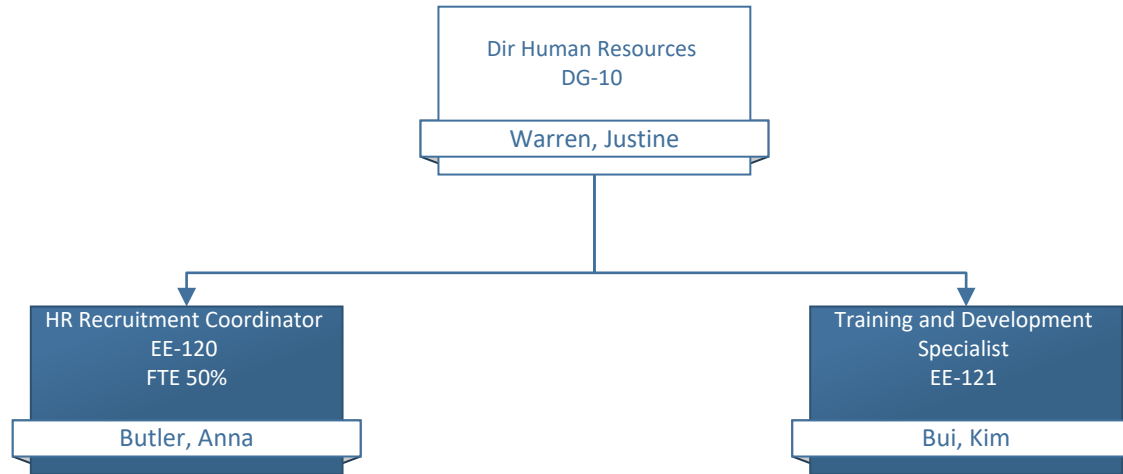 Dir Human Resources
DG-10
Warren, Justine
HR Recruitment Coordinator
EE-120
FTE 50%
Butler, Anna
Training and Development
Specialist
EE-121
Bui, Kim